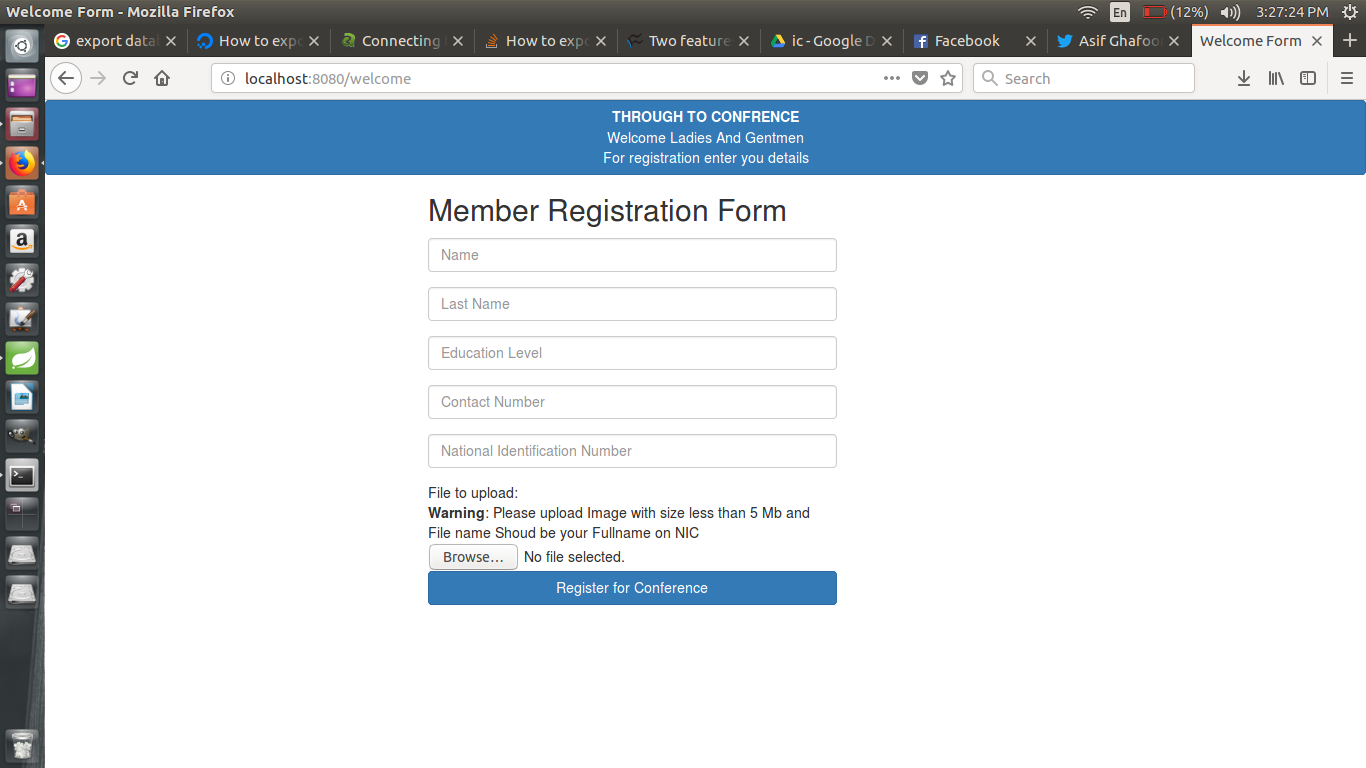 Welcome Form - Mozilla Firefox
En
(12%)
3:27:24 PM
export data
How to expo
Connecting
How to expo
Two feature
ic - Google D
Facebook
Asif Ghafoo
Welcome Form
localhost:8080/welcome
Search
THROUGH TO CONFRENCE
Welcome Ladies And Gentmen
For registration enter you details
Member Registration Form
Name
Last Name
Education Level
Contact Number
National Identification Number
File to upload:
Warning: Please upload Image with size less than 5 Mb and
File name Shoud be your Fullname on NIC
Browse...
No file selected.
Register for Conference